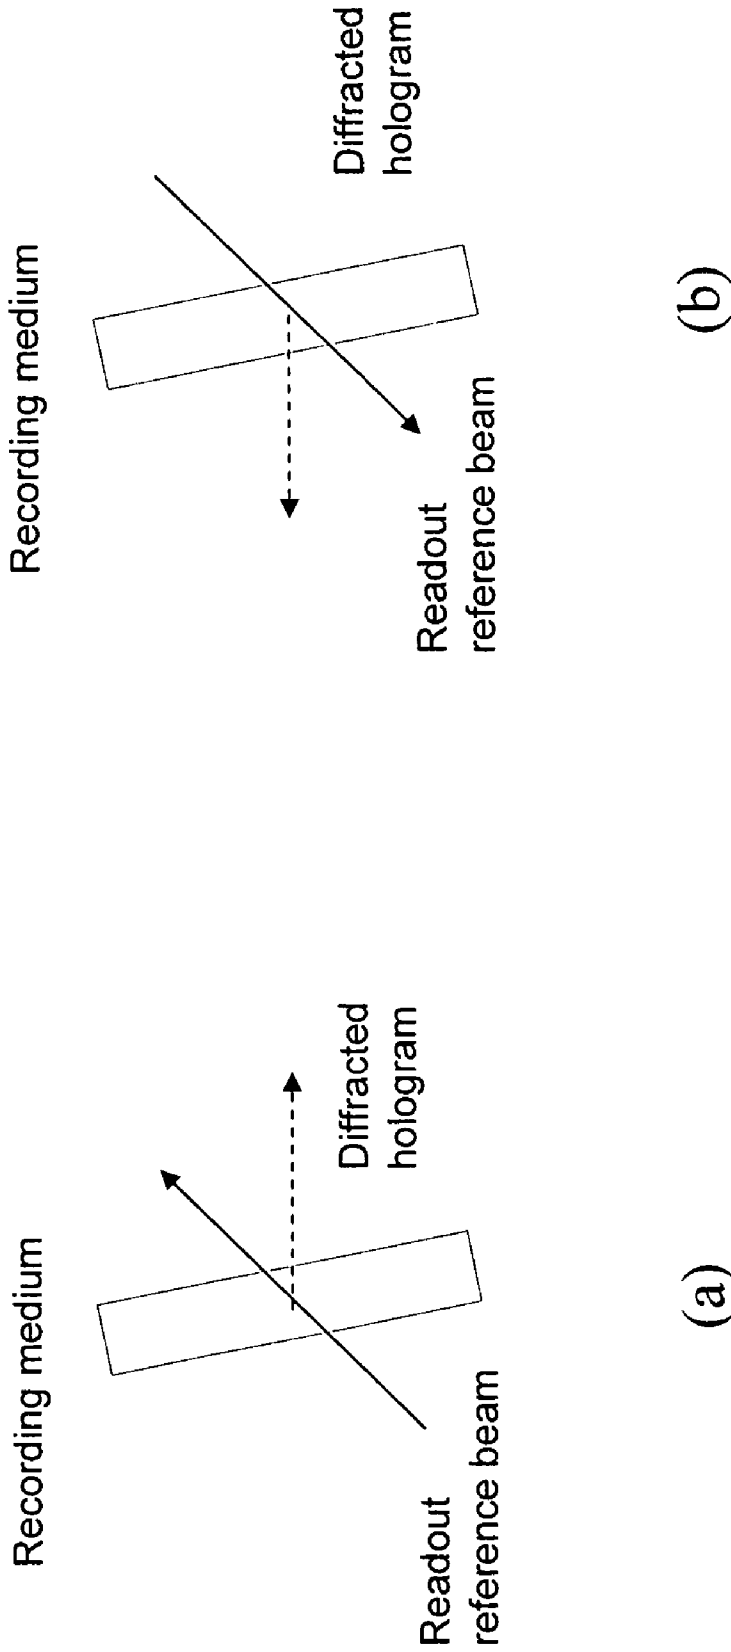 Recording medium
Readout
reference beam
Diffracted
hologram
(a)
Recording medium
Readout
reference beam
Diffracted
hologram
(b)